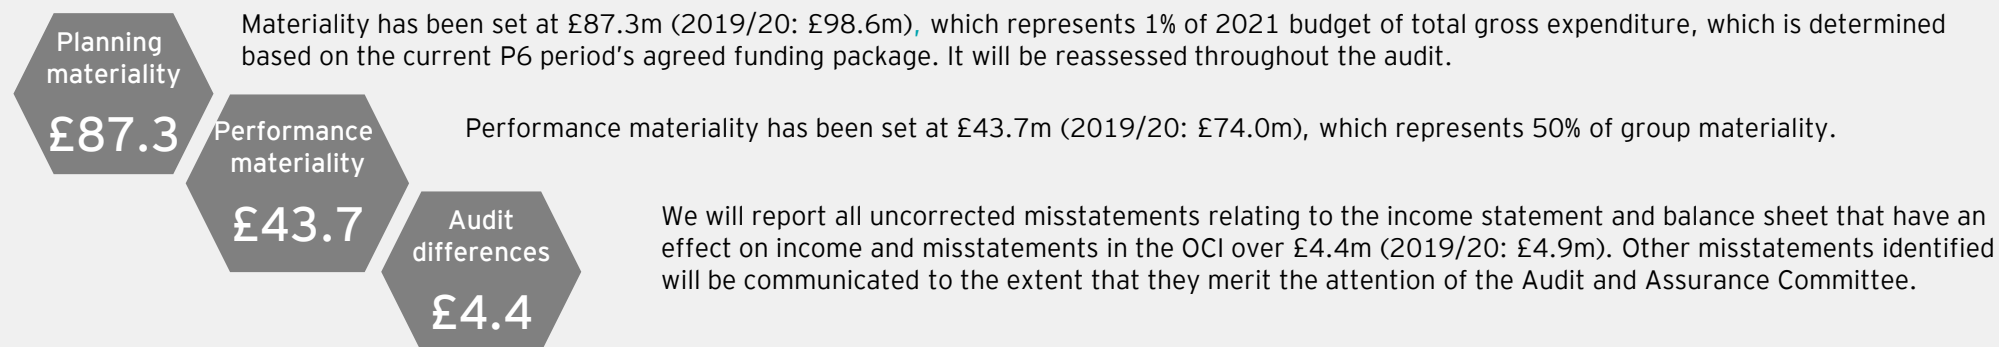 Planning
materiality
£87.3
Materiality has been set at £87.3m (2019/20: £98.6m), which represents 1% of 2021 budget of total gross expenditure, which is determined
based on the current P6 period's agreed funding package. It will be reassessed throughout the audit.
Performance
materiality
£43.7
Performance materiality has been set at £43.7m (2019/20: £74.0m), which represents 50% of group materiality.
Audit
differences
£4.4
We will report all uncorrected misstatements relating to the income statement and balance sheet that have an
effect on income and misstatements in the OCI over £4.4m (2019/20: £4.9m). Other misstatements identified
will be communicated to the extent that they merit the attention of the Audit and Assurance Committee.